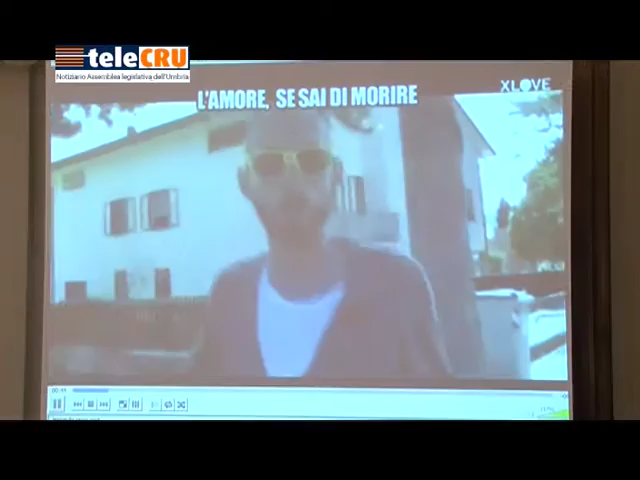 teleCRU
Notiziario Assemblea legislativa dell'Umbria
XLOVE
L'AMORE, SE SAI DI MORIRE